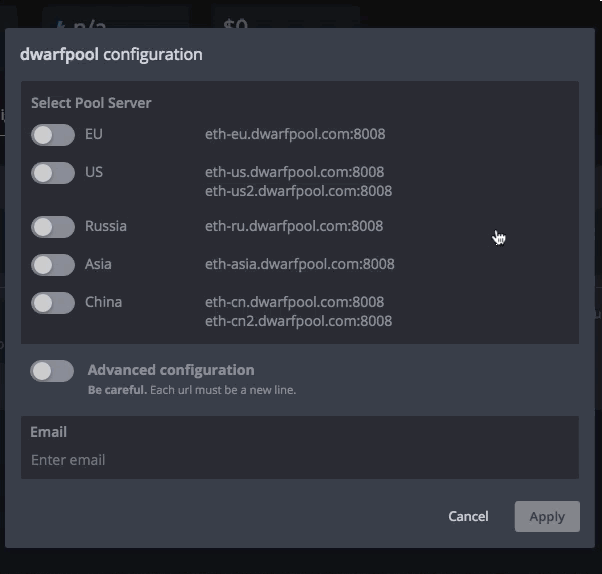 n/a
$0
dwarfpool configuration
Select Pool Server
EU eth-eu.dwarfpool.com:8008
US eth-us.dwarfpool.com:8008
eth-us2.dwarfpool.com:8008
Russia eth-ru.dwarfpool.com:8008
Asia eth-asia.dwarfpool.com:8008
China eth-cn.dwarfpool.com:8008
eth-cn2.dwarfpool.com:8008
Advanced configuration
Be careful. Each url must be a new line.
Email
Enter email
Cancel Apply